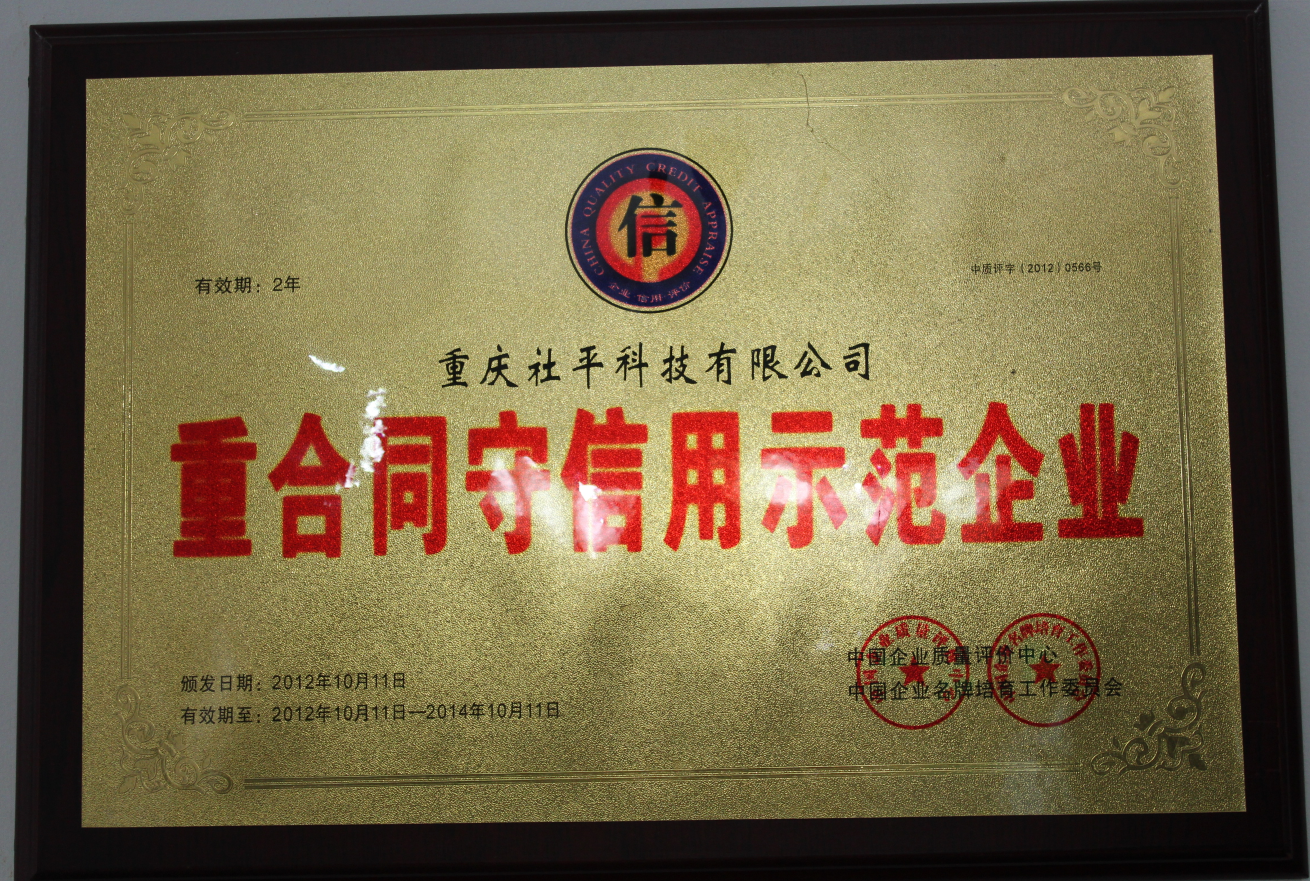 CHINA QUALITY CREDIT APPRAISE
信
企业 信用 评价
有效期：2年
中质评字（2012）0566号
重庆社平科技有限公司
重合同守信用示范企业
颁发日期：2012年10月11日
有效期至：2012年10月11日—2014年10月11日
中国企业质量评价中心
中国企业名牌培育工作委员会